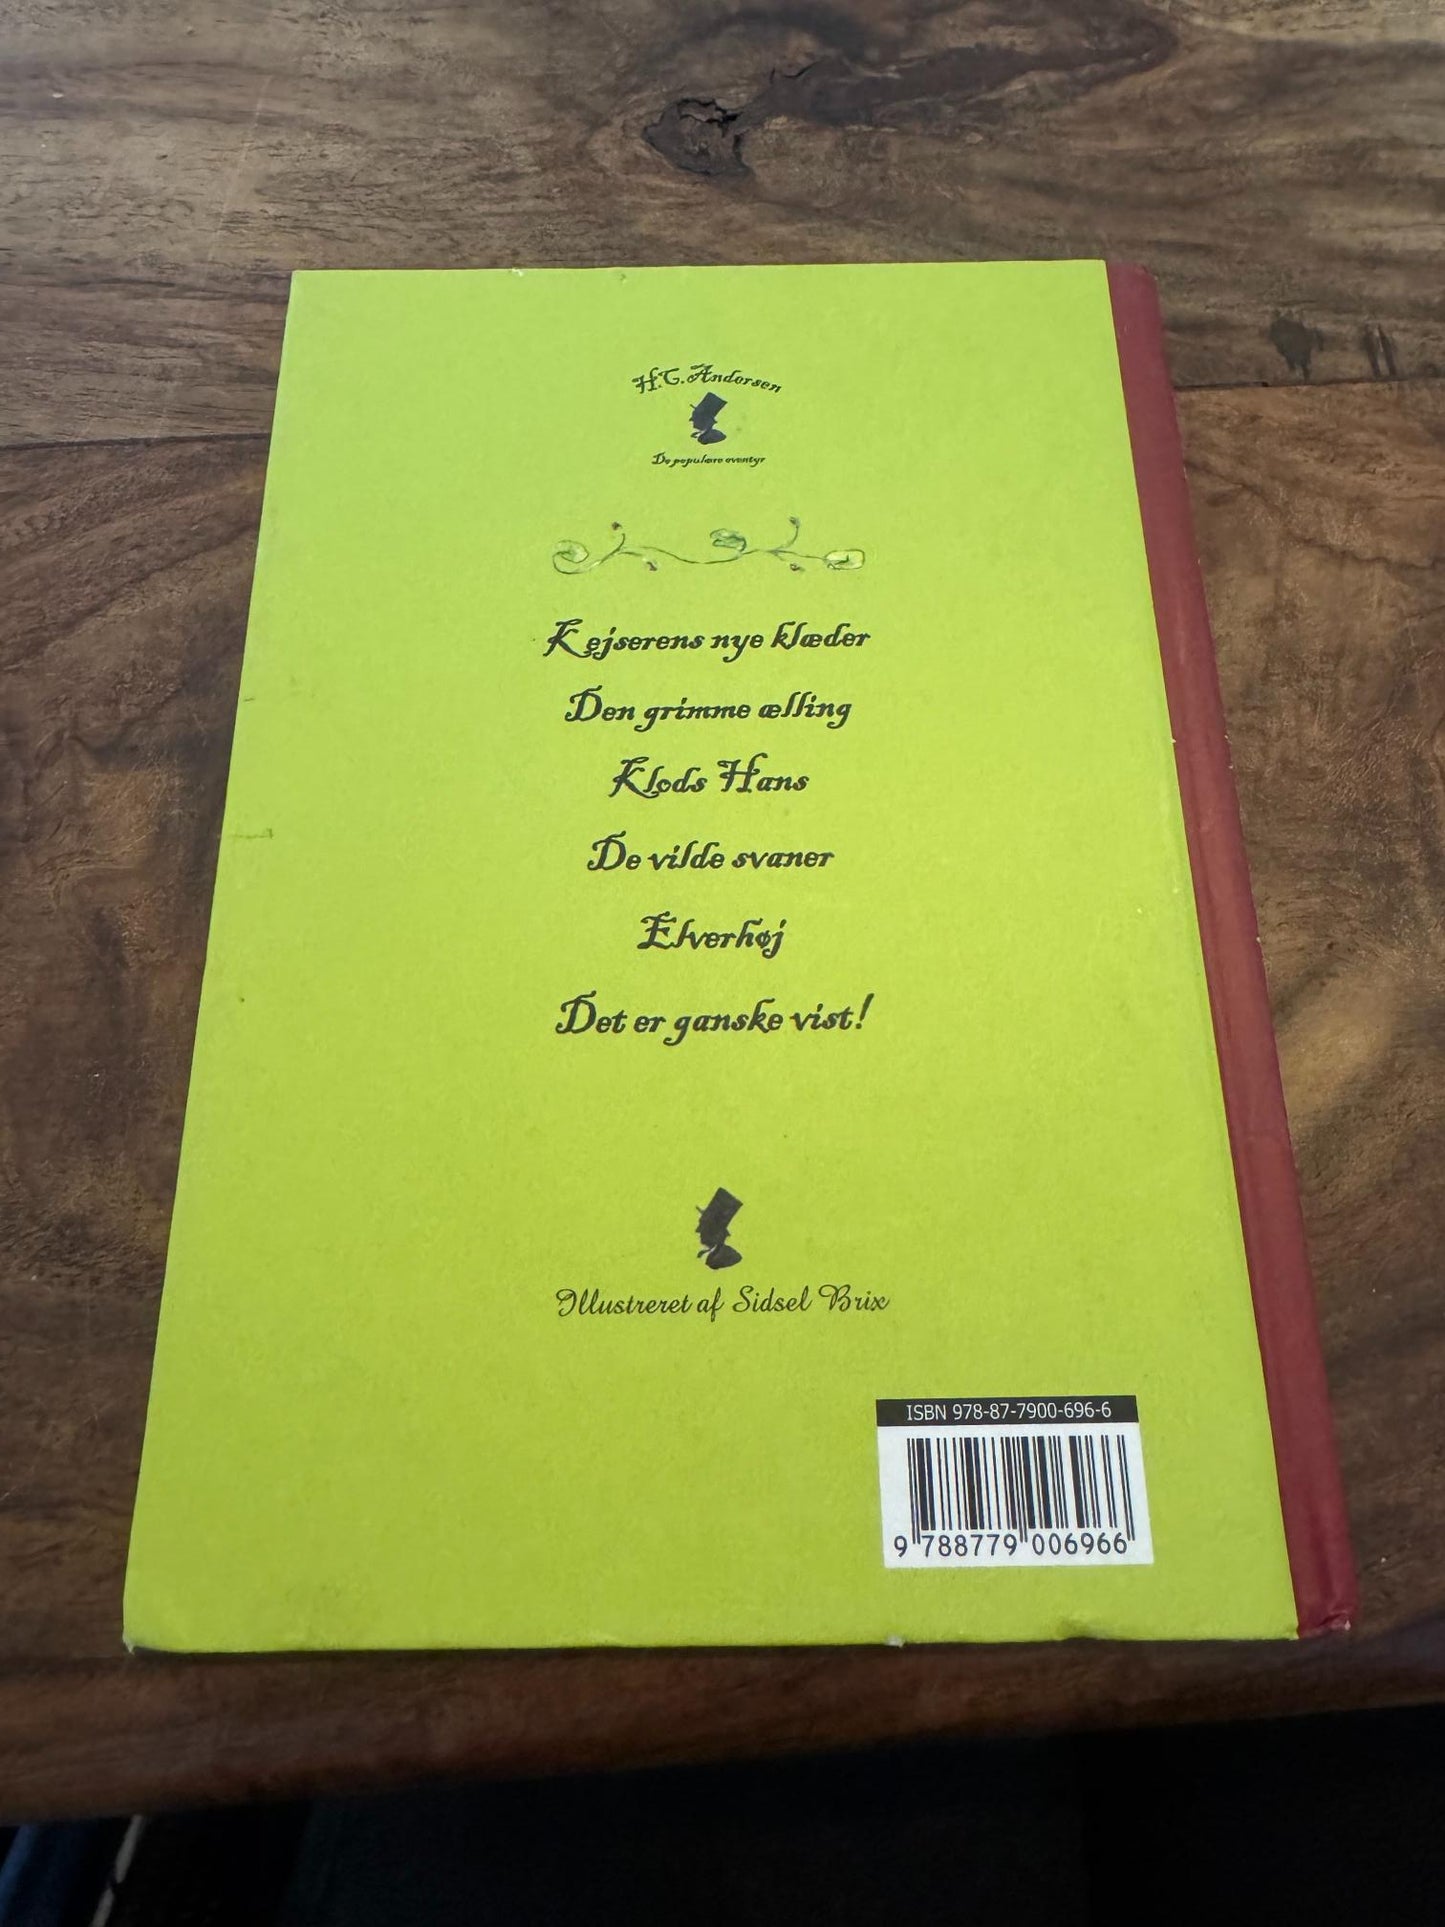 H.C. Andersen
De populære eventyr
Kejserens nye klæder
Den grimme ælling
Klods Hans
De vilde svaner
Elverhøj
Det er ganske vist!
Illustreret af Sidsel Brix
ISBN 978-87-7900-696-6
9 788779 006966